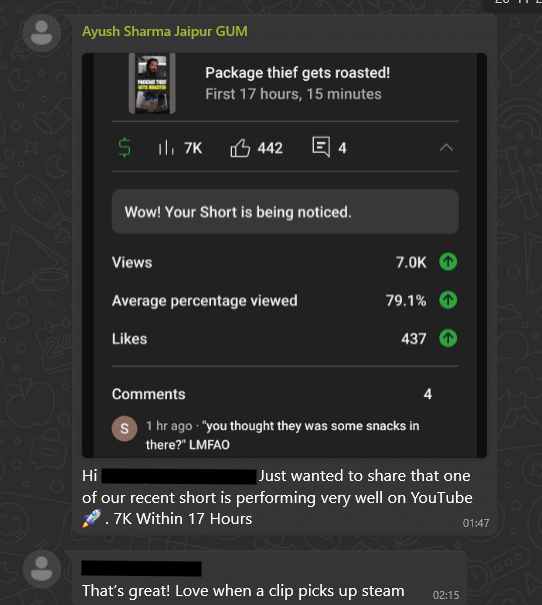 Ayush Sharma Jaipur GUM
PACKAGE THIEF
GETS ROASTED!
Package thief gets roasted!
First 17 hours, 15 minutes
$ 7K 442 4
Wow! Your Short is being noticed.
Views 7.0K
Average percentage viewed 79.1%
Likes 437
Comments 4
S 1 hr ago · "you thought they was some snacks in
there?" LMFAO
Hi Just wanted to share that one
of our recent short is performing very well on YouTube
🚀 . 7K Within 17 Hours
01:47
That's great! Love when a clip picks up steam
02:15